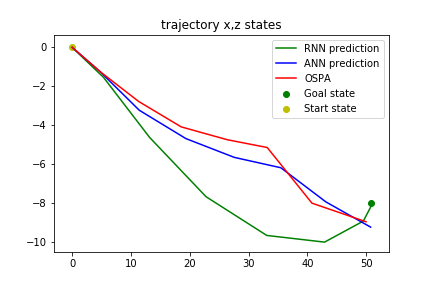 trajectory x,z states
RNN prediction
ANN prediction
OSPA
Goal state
Start state
0
−2
−4
−6
−8
−10
0 10 20 30 40 50